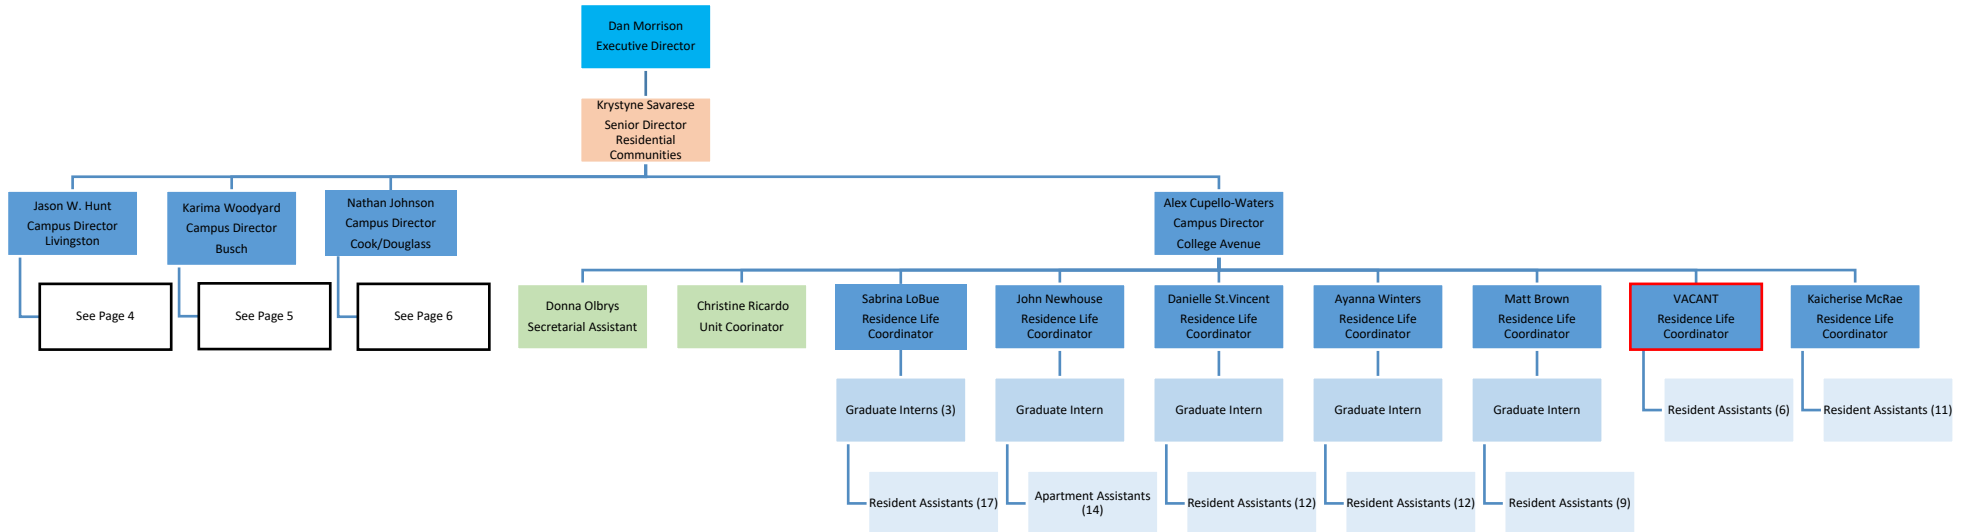 Dan Morrison
Executive Director
Krystyne Savarese
Senior Director
Residential
Communities
Jason W. Hunt
Campus Director
Livingston
Karima Woodyard
Campus Director
Busch
Nathan Johnson
Campus Director
Cook/Douglass
Alex Cupello-Waters
Campus Director
College Avenue
See Page 4
See Page 5
See Page 6
Donna Olbrys
Secretarial Assistant
Christine Ricardo
Unit Coorinator
Sabrina LoBue
Residence Life
Coordinator
John Newhouse
Residence Life
Coordinator
Danielle St.Vincent
Residence Life
Coordinator
Ayanna Winters
Residence Life
Coordinator
Matt Brown
Residence Life
Coordinator
VACANT
Residence Life
Coordinator
Kaicherise McRae
Residence Life
Coordinator
Graduate Interns (3)
Graduate Intern
Graduate Intern
Graduate Intern
Graduate Intern
Resident Assistants (6)
Resident Assistants (11)
Resident Assistants (17)
Apartment Assistants
(14)
Resident Assistants (12)
Resident Assistants (12)
Resident Assistants (9)